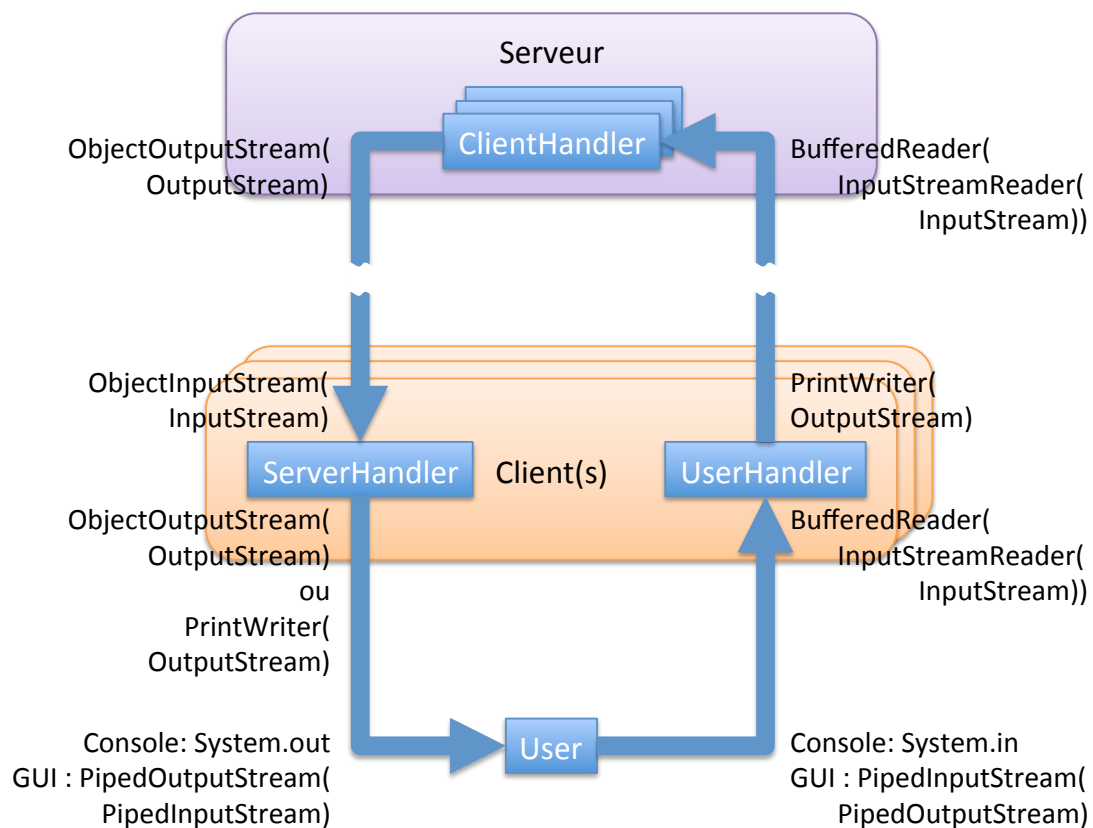 Serveur
ClientHandler
ObjectOutputStream(
OutputStream)
BufferedReader(
InputStreamReader(
InputStream))
ObjectInputStream(
InputStream)
PrintWriter(
OutputStream)
ServerHandler
Client(s)
UserHandler
ObjectOutputStream(
OutputStream)
ou
PrintWriter(
OutputStream)
BufferedReader(
InputStreamReader(
InputStream))
User
Console: System.out
GUI : PipedOutputStream(
PipedInputStream)
Console: System.in
GUI : PipedInputStream(
PipedOutputStream)